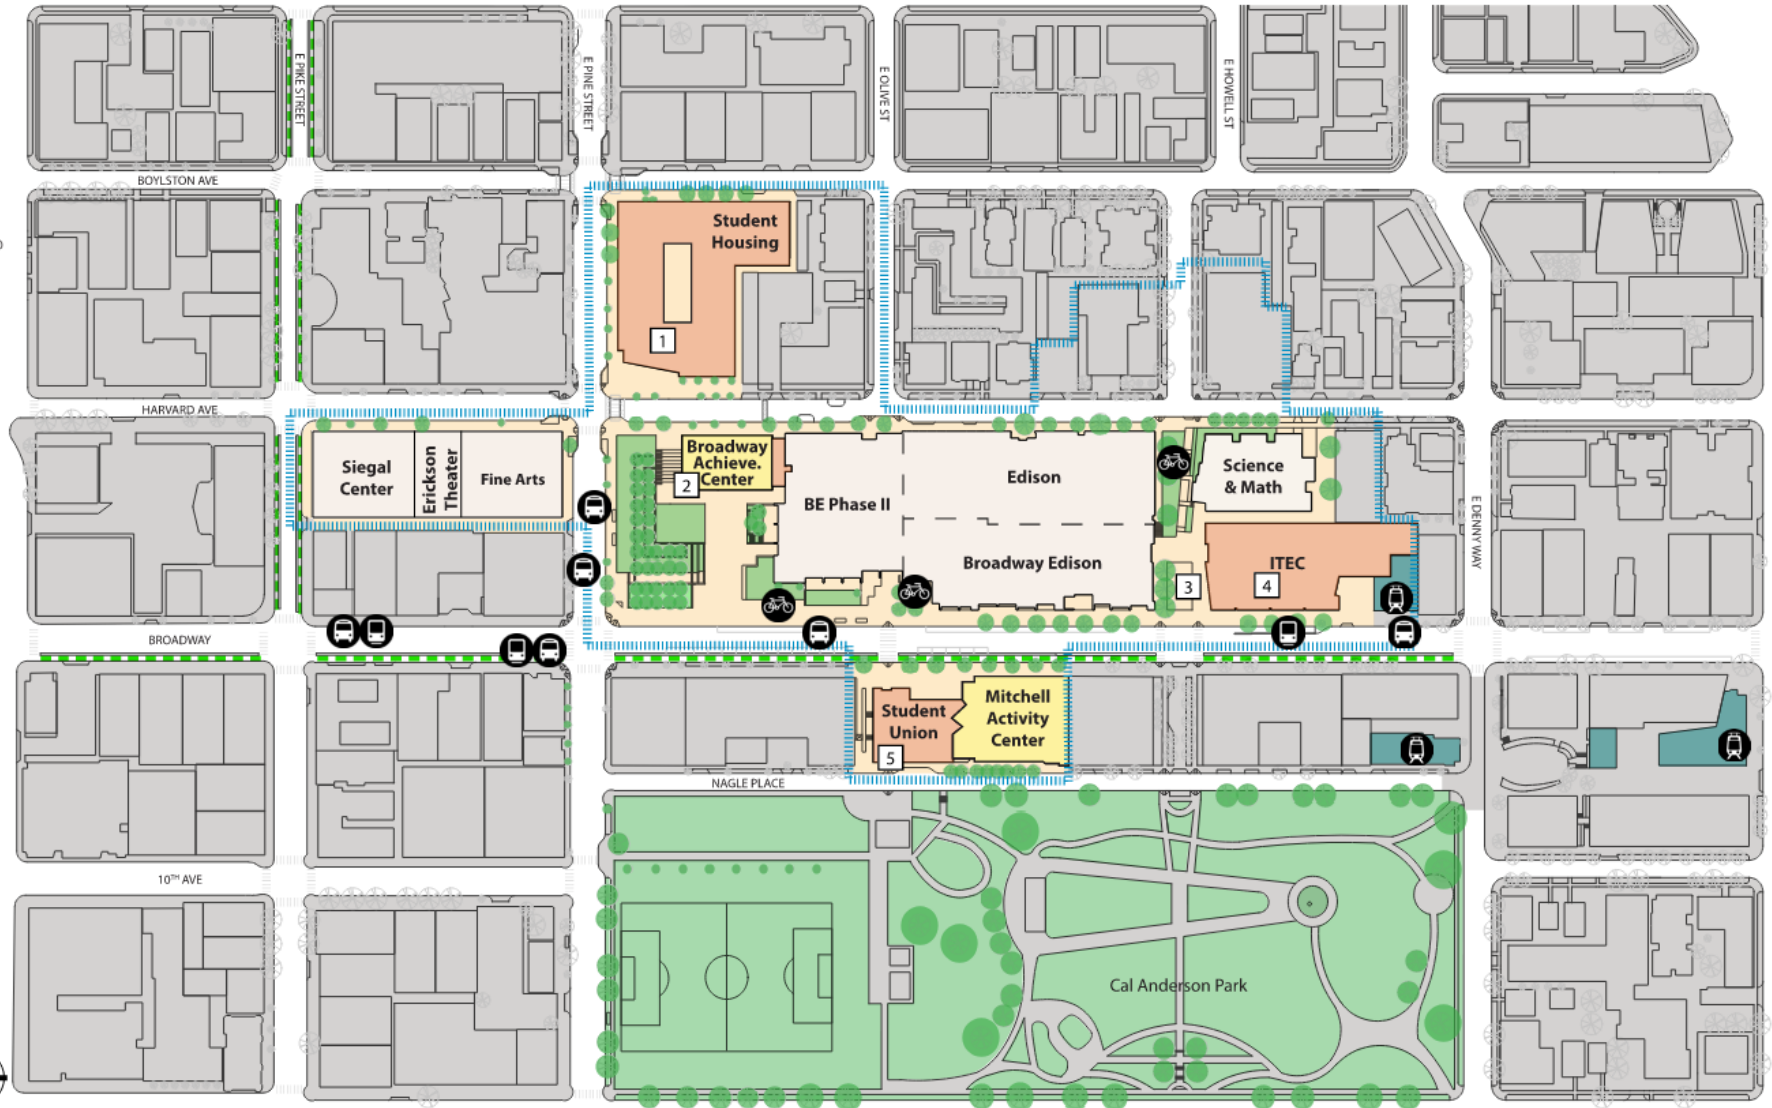 E PIKE STREET
E PINE STREET
E OLIVE ST
E HOWELL ST
BOYLSTON AVE
Student
Housing
1
HARVARD AVE
Siegal
Center
Erickson
Theater
Fine Arts
Broadway
Achieve.
Center
2
BE Phase II
Edison
Broadway Edison
Science
& Math
ITEC
3
4
E DENNY WAY
BROADWAY
Student
Union
5
Mitchell
Activity
Center
NAGLE PLACE
10TH AVE
Cal Anderson Park